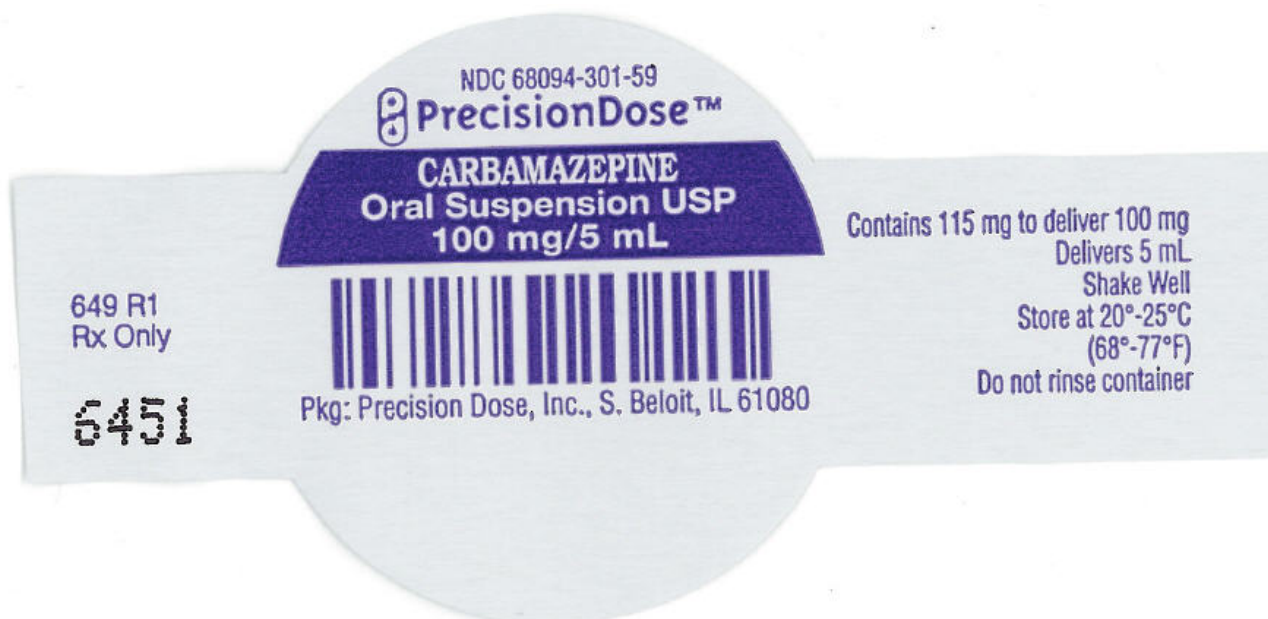 NDC 68094-301-59
PrecisionDose™
CARBAMAZEPINE
Oral Suspension USP
100 mg/5 mL
Pkg: Precision Dose, Inc., S. Beloit, IL 61080
649 R1
Rx Only
6451
Contains 115 mg to deliver 100 mg
Delivers 5 mL
Shake Well
Store at 20°-25°C
(68°-77°F)
Do not rinse container